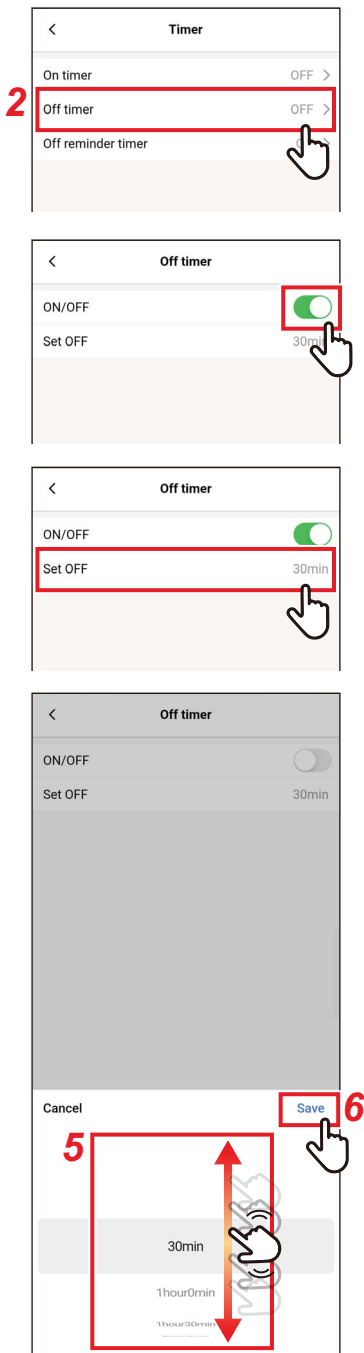 < Timer
On timer OFF >
2 Off timer OFF >
Off reminder timer
< Off timer
ON/OFF
Set OFF 30min
< Off timer
ON/OFF
Set OFF 30min
< Off timer
ON/OFF
Set OFF 30min
Cancel Save 6
5
30min
1hour0min
1hour30min